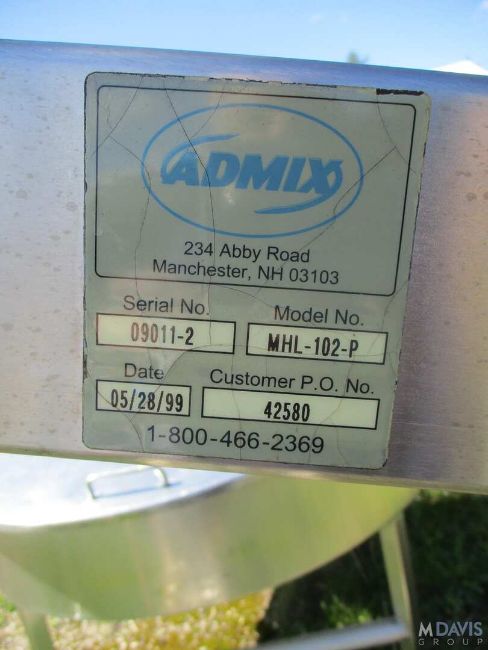 ADMIX
234 Abby Road
Manchester, NH 03103
Serial No. Model No.
09011-2 MHL-102-P
Date Customer P.O. No.
05/28/99 42580
1-800-466-2369
M DAVIS
GROUP